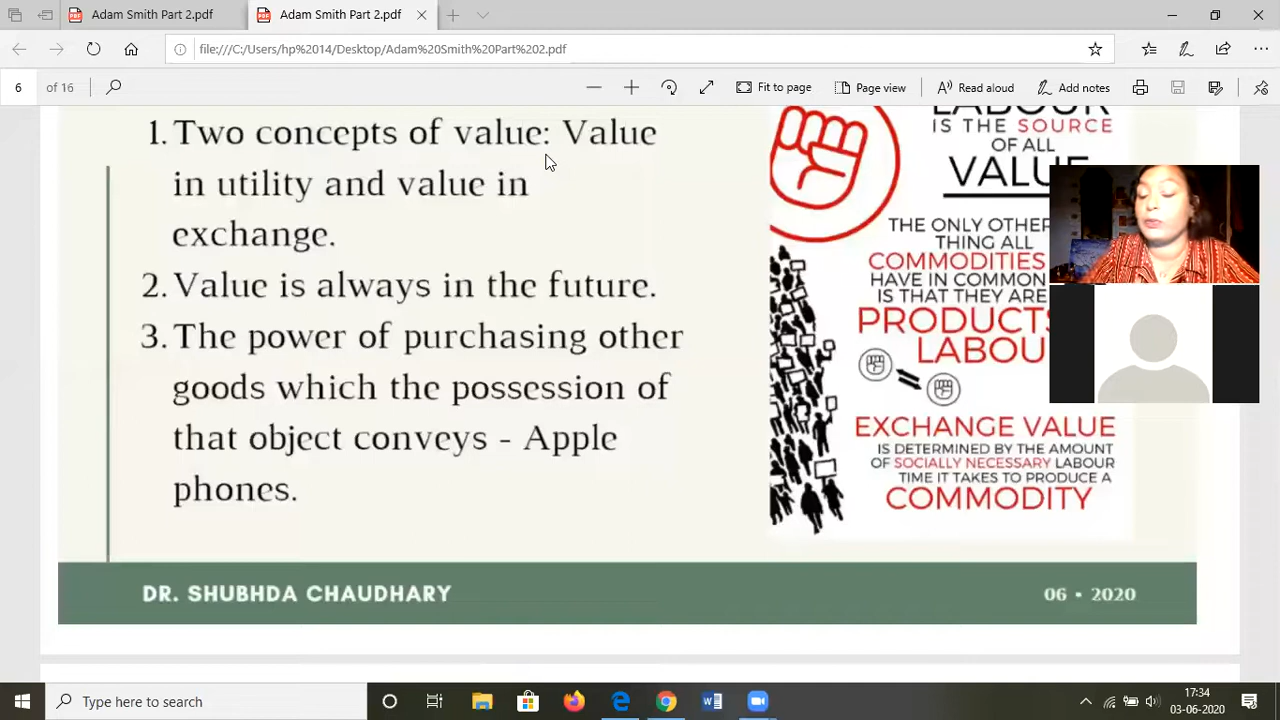 Adam Smith Part 2.pdf
Adam Smith Part 2.pdf
file:///C:/Users/hp%2014/Desktop/Adam%20Smith%20Part%202.pdf
6 of 16
Fit to page
Page view
Read aloud
Add notes
1. Two concepts of value: Value
in utility and value in
exchange.
2. Value is always in the future.
3. The power of purchasing other
goods which the possession of
that object conveys - Apple
phones.
LABOUR
IS THE SOURCE
OF ALL
VALU
THE ONLY OTHER
THING ALL
COMMODITIES
HAVE IN COMMON
IS THAT THEY ARE
PRODUCTS
LABOU
EXCHANGE VALUE
IS DETERMINED BY THE AMOUNT
OF SOCIALLY NECESSARY LABOUR
TIME IT TAKES TO PRODUCE A
COMMODITY
DR. SHUBHDA CHAUDHARY
06 • 2020
Type here to search
17:34
03-06-2020